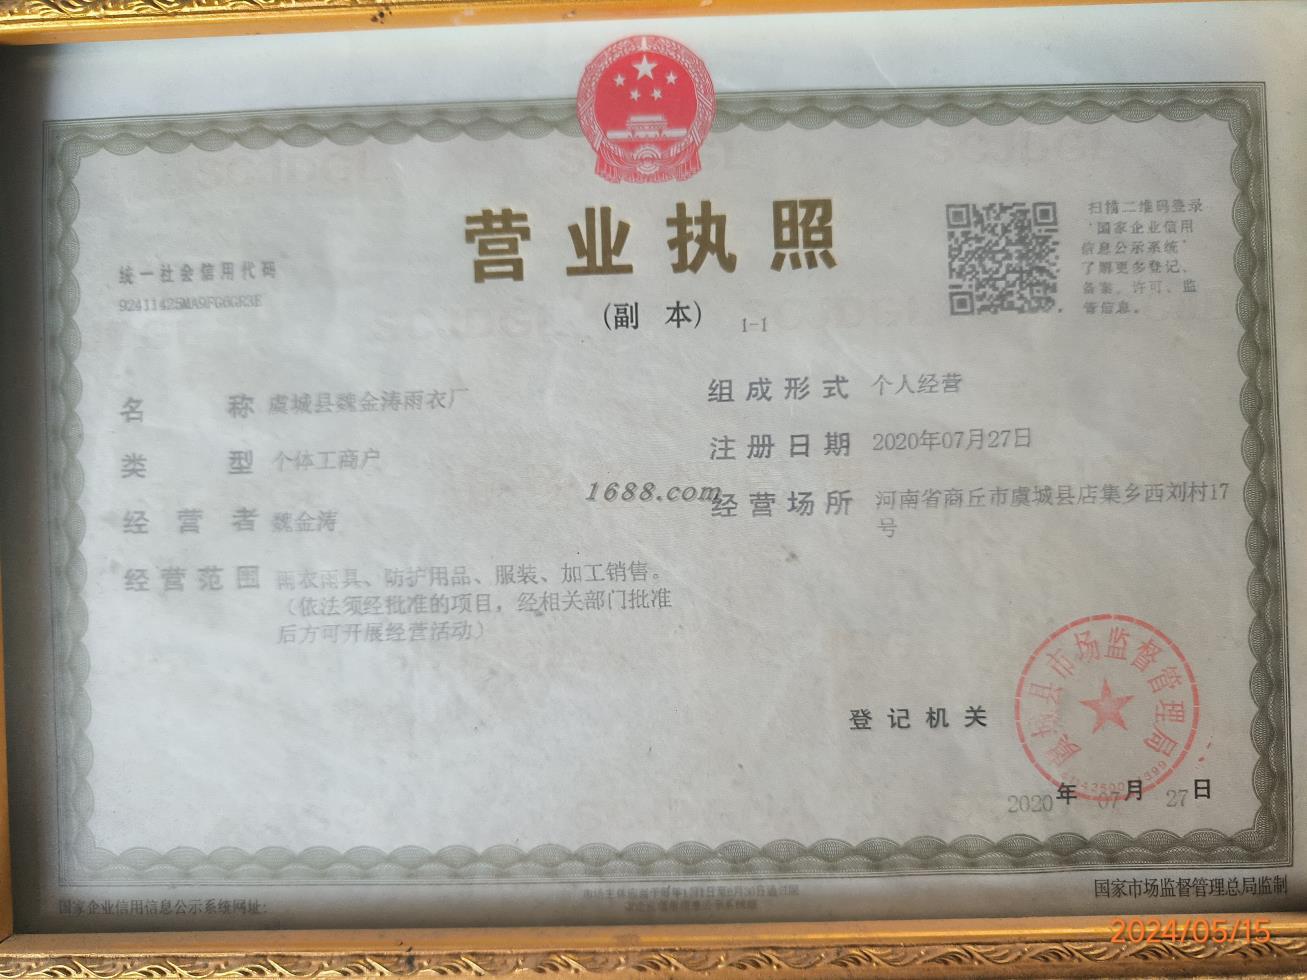 营业执照
(副 本) 1-1
统一社会信用代码
92411425MA9FG6GR3E
扫描二维码登录
‘国家企业信用
信息公示系统’
了解更多登记、
备案、许可、监
管信息。
名 称 虞城县魏金涛雨衣厂
类 型 个体工商户
经 营 者 魏金涛
经营范围 雨衣雨具、防护用品、服装、加工销售。
（依法须经批准的项目，经相关部门批准
后方可开展经营活动）
组成形式 个人经营
注册日期 2020年07月27日
经营场所 河南省商丘市虞城县店集乡西刘村17
号
1688.com
登记机关
虞城县市场监督管理局
2020年 07月 27日
国家企业信用信息公示系统网址:
国家市场监督管理总局监制
2024/05/15